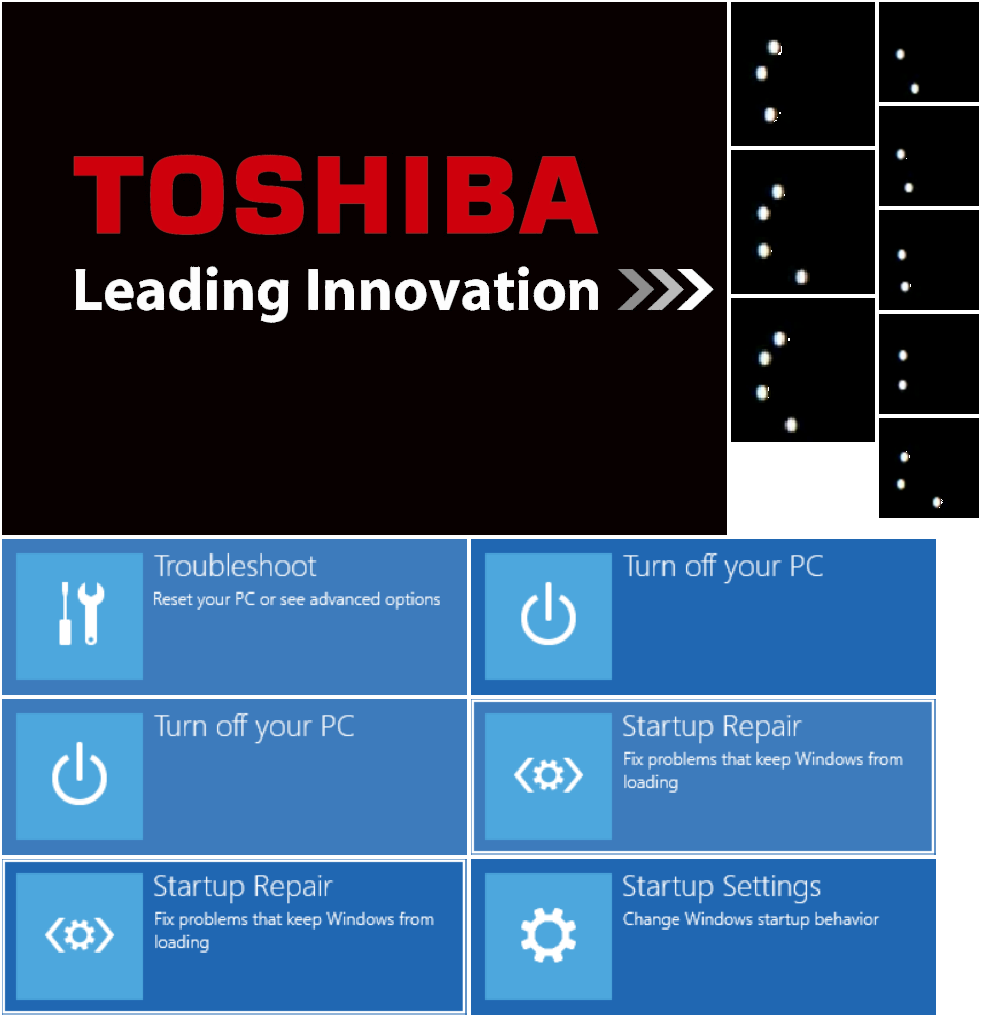 TOSHIBA
Leading Innovation
Troubleshoot
Reset your PC or see advanced options
Turn off your PC
Turn off your PC
Startup Repair
Fix problems that keep Windows from
loading
Startup Repair
Fix problems that keep Windows from
loading
Startup Settings
Change Windows startup behavior